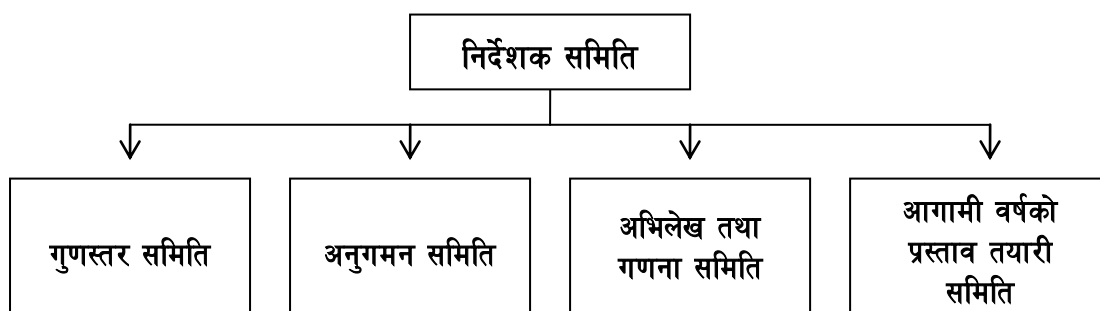 निर्देशक समिति
गुणस्तर समिति
अनुगमन समिति
अभिलेख तथा
गणना समिति
आगामी वर्षको
प्रस्ताव तयारी
समिति